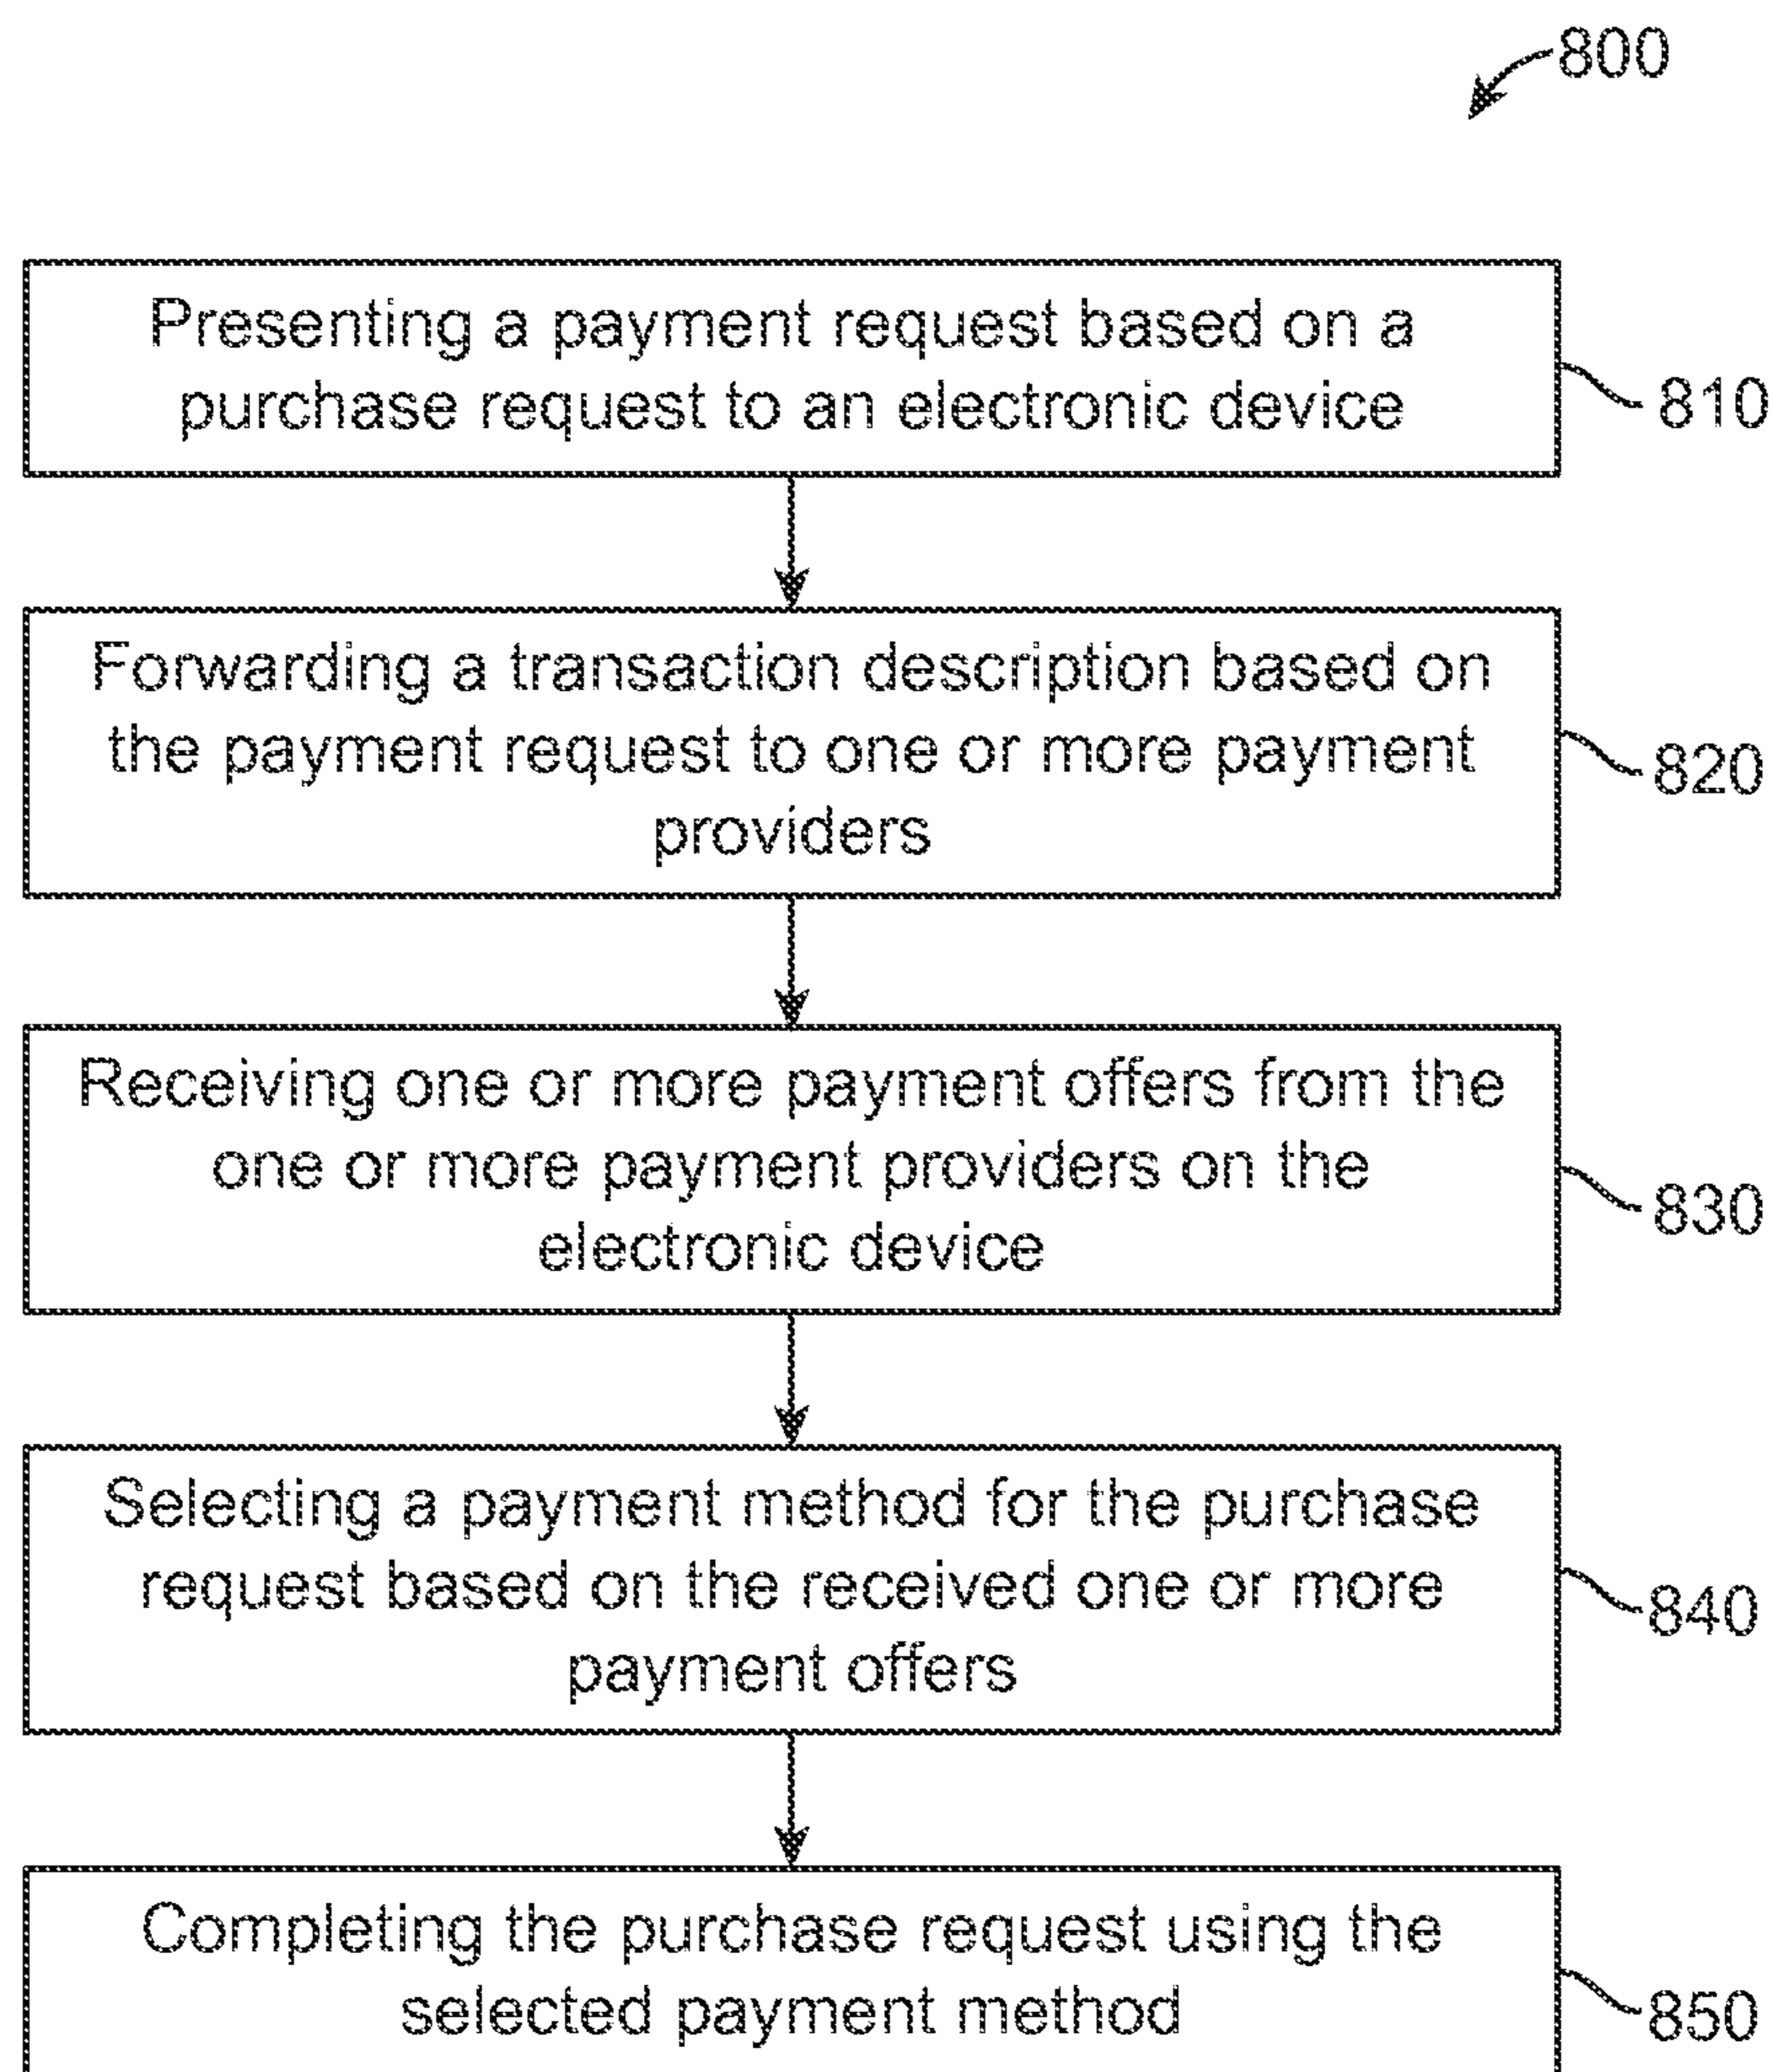 800
Presenting a payment request based on a
purchase request to an electronic device
810
Forwarding a transaction description based on
the payment request to one or more payment
providers
820
Receiving one or more payment offers from the
one or more payment providers on the
electronic device
830
Selecting a payment method for the purchase
request based on the received one or more
payment offers
840
Completing the purchase request using the
selected payment method
850